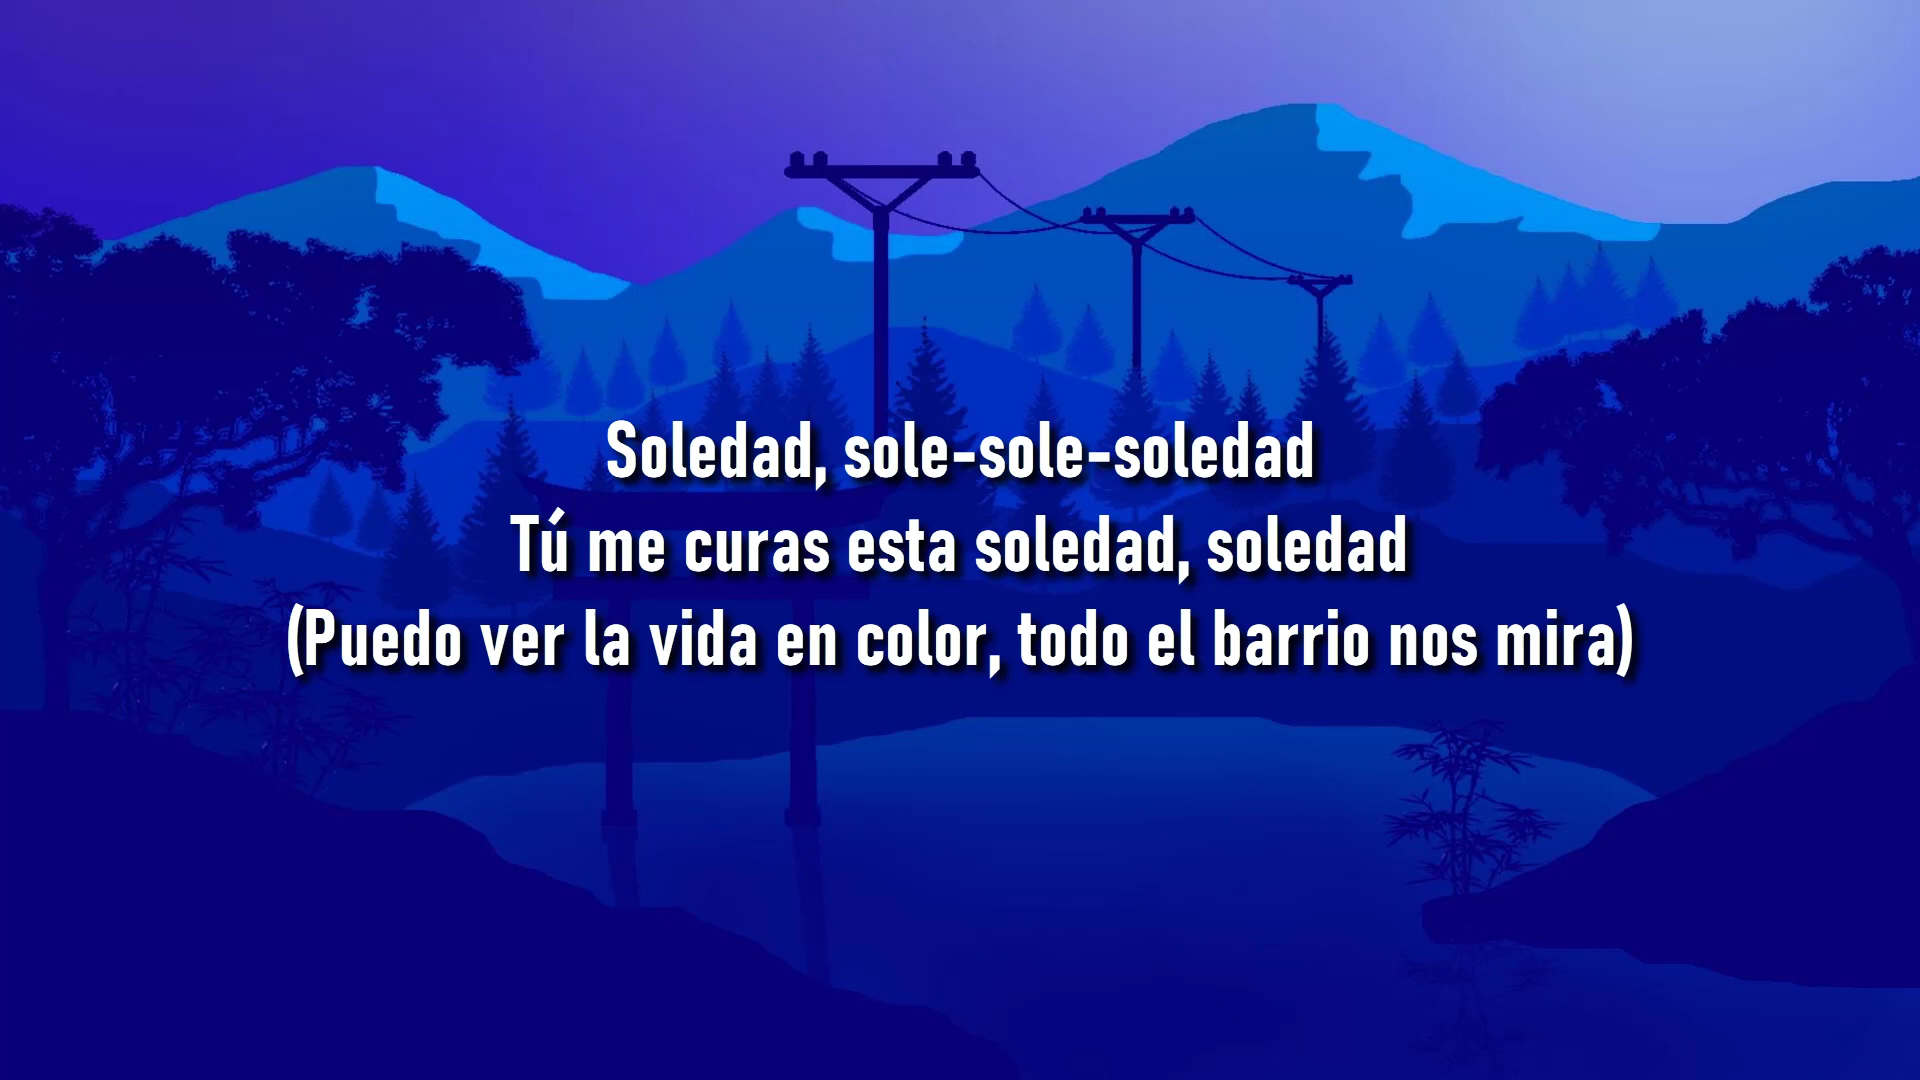 Soledad, sole-sole-soledad
Tú me curas esta soledad, soledad
(Puedo ver la vida en color, todo el barrio nos mira)